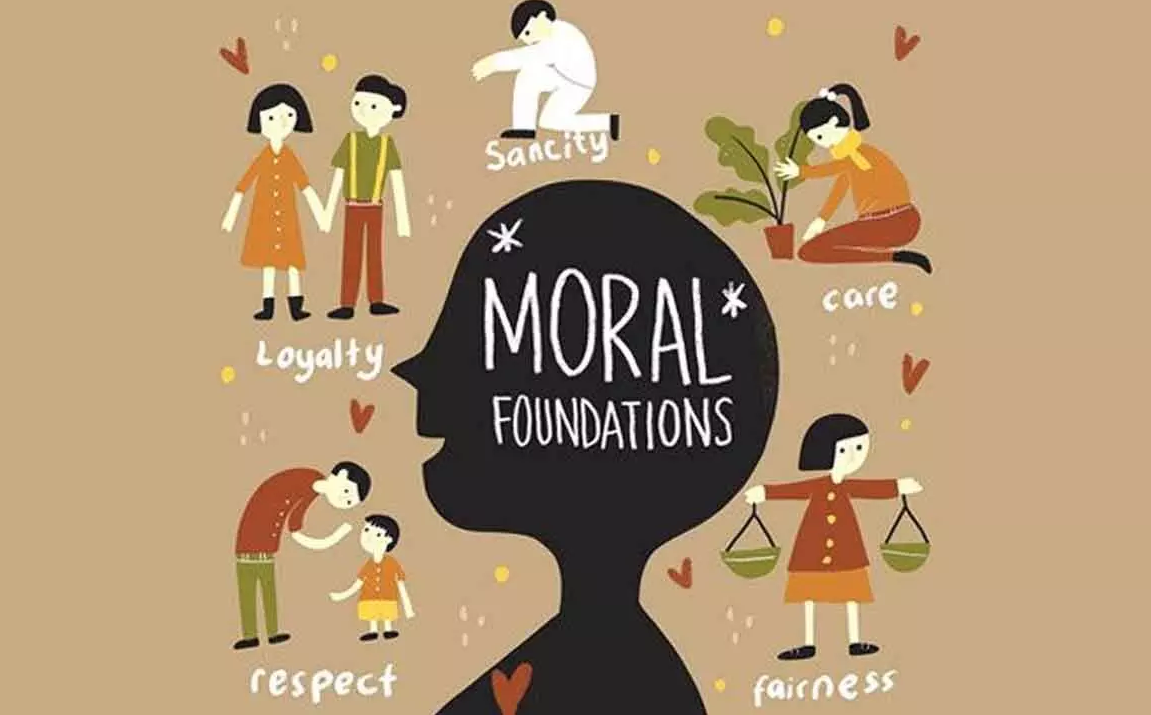 Sancity
Loyalty
care
MORAL
FOUNDATIONS
respect
fairness